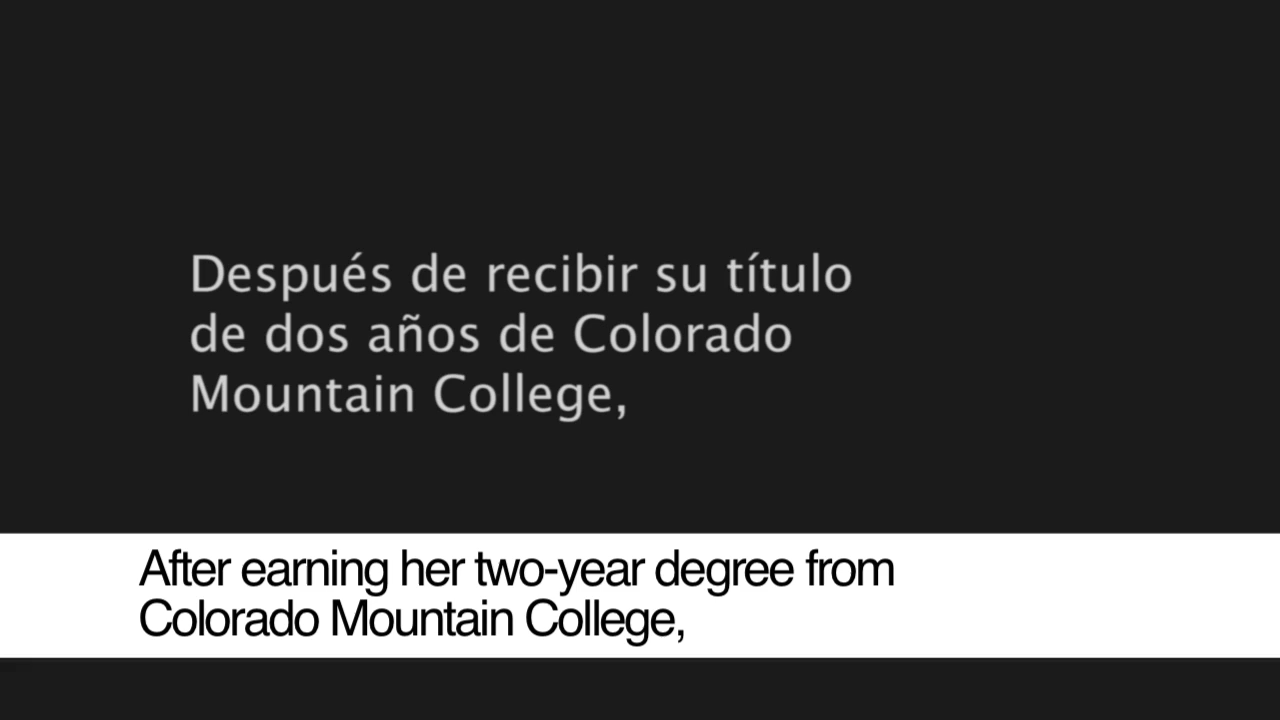 Después de recibir su título
de dos años de Colorado
Mountain College,
After earning her two-year degree from
Colorado Mountain College,